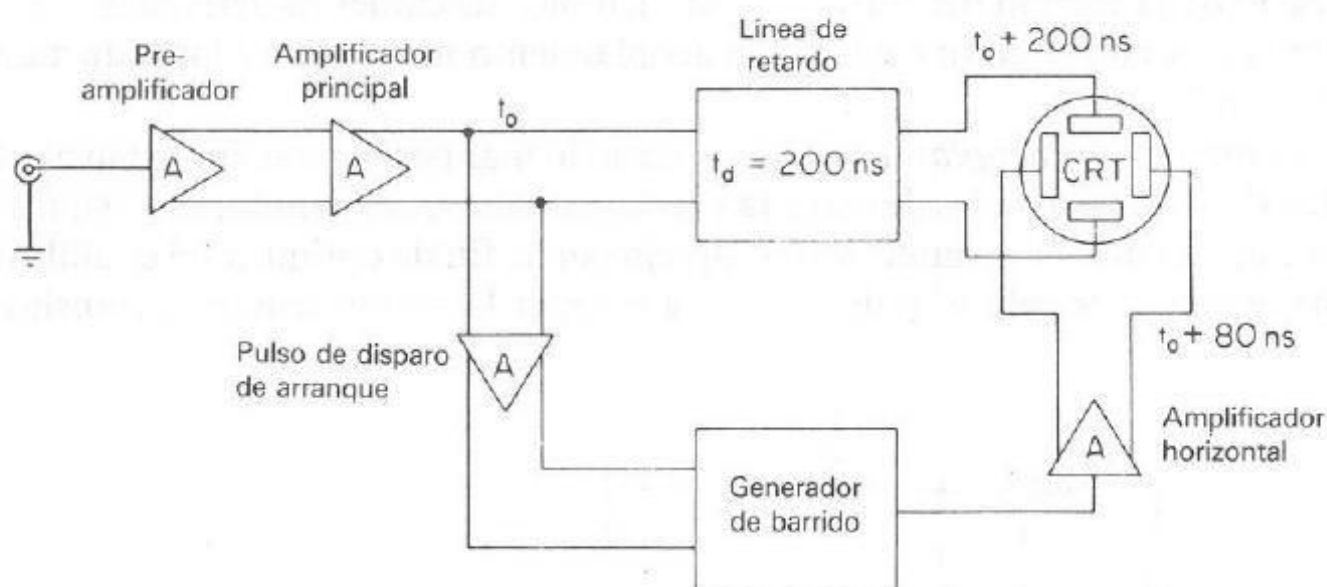 Pre-
amplificador
Amplificador
principal
Línea de
retardo
t₀ + 200 ns
t₀
A
A
t_d = 200 ns
CRT
t₀ + 80 ns
Pulso de disparo
de arranque
A
Generador
de barrido
A
Amplificador
horizontal